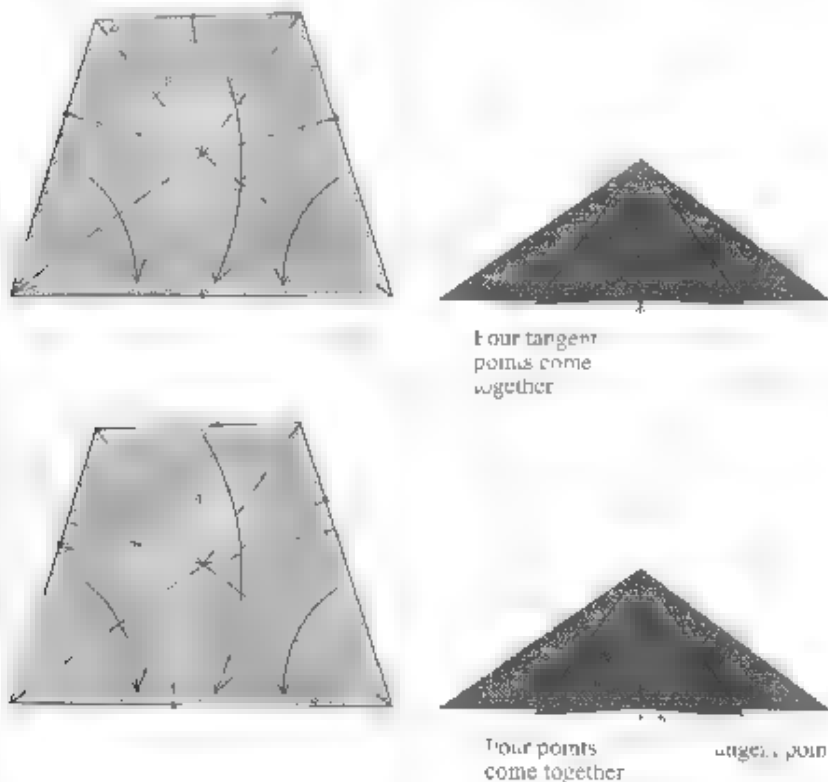 Four tangent
points come
together
Four points
come together